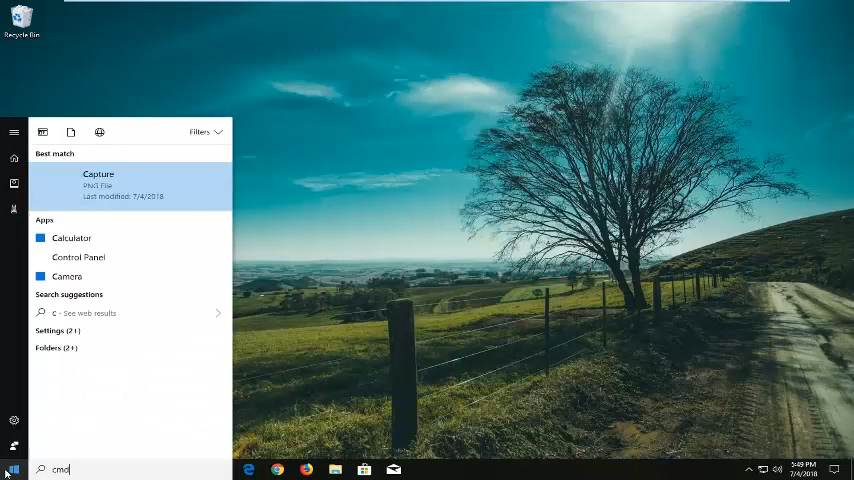 Recycle Bin
Filters
Best match
Capture
PNG File
Last modified: 7/4/2018
Apps
Calculator
Control Panel
Camera
Search suggestions
c - See web results
Settings (2+)
Folders (2+)
cmd
5:49 PM
7/4/2018